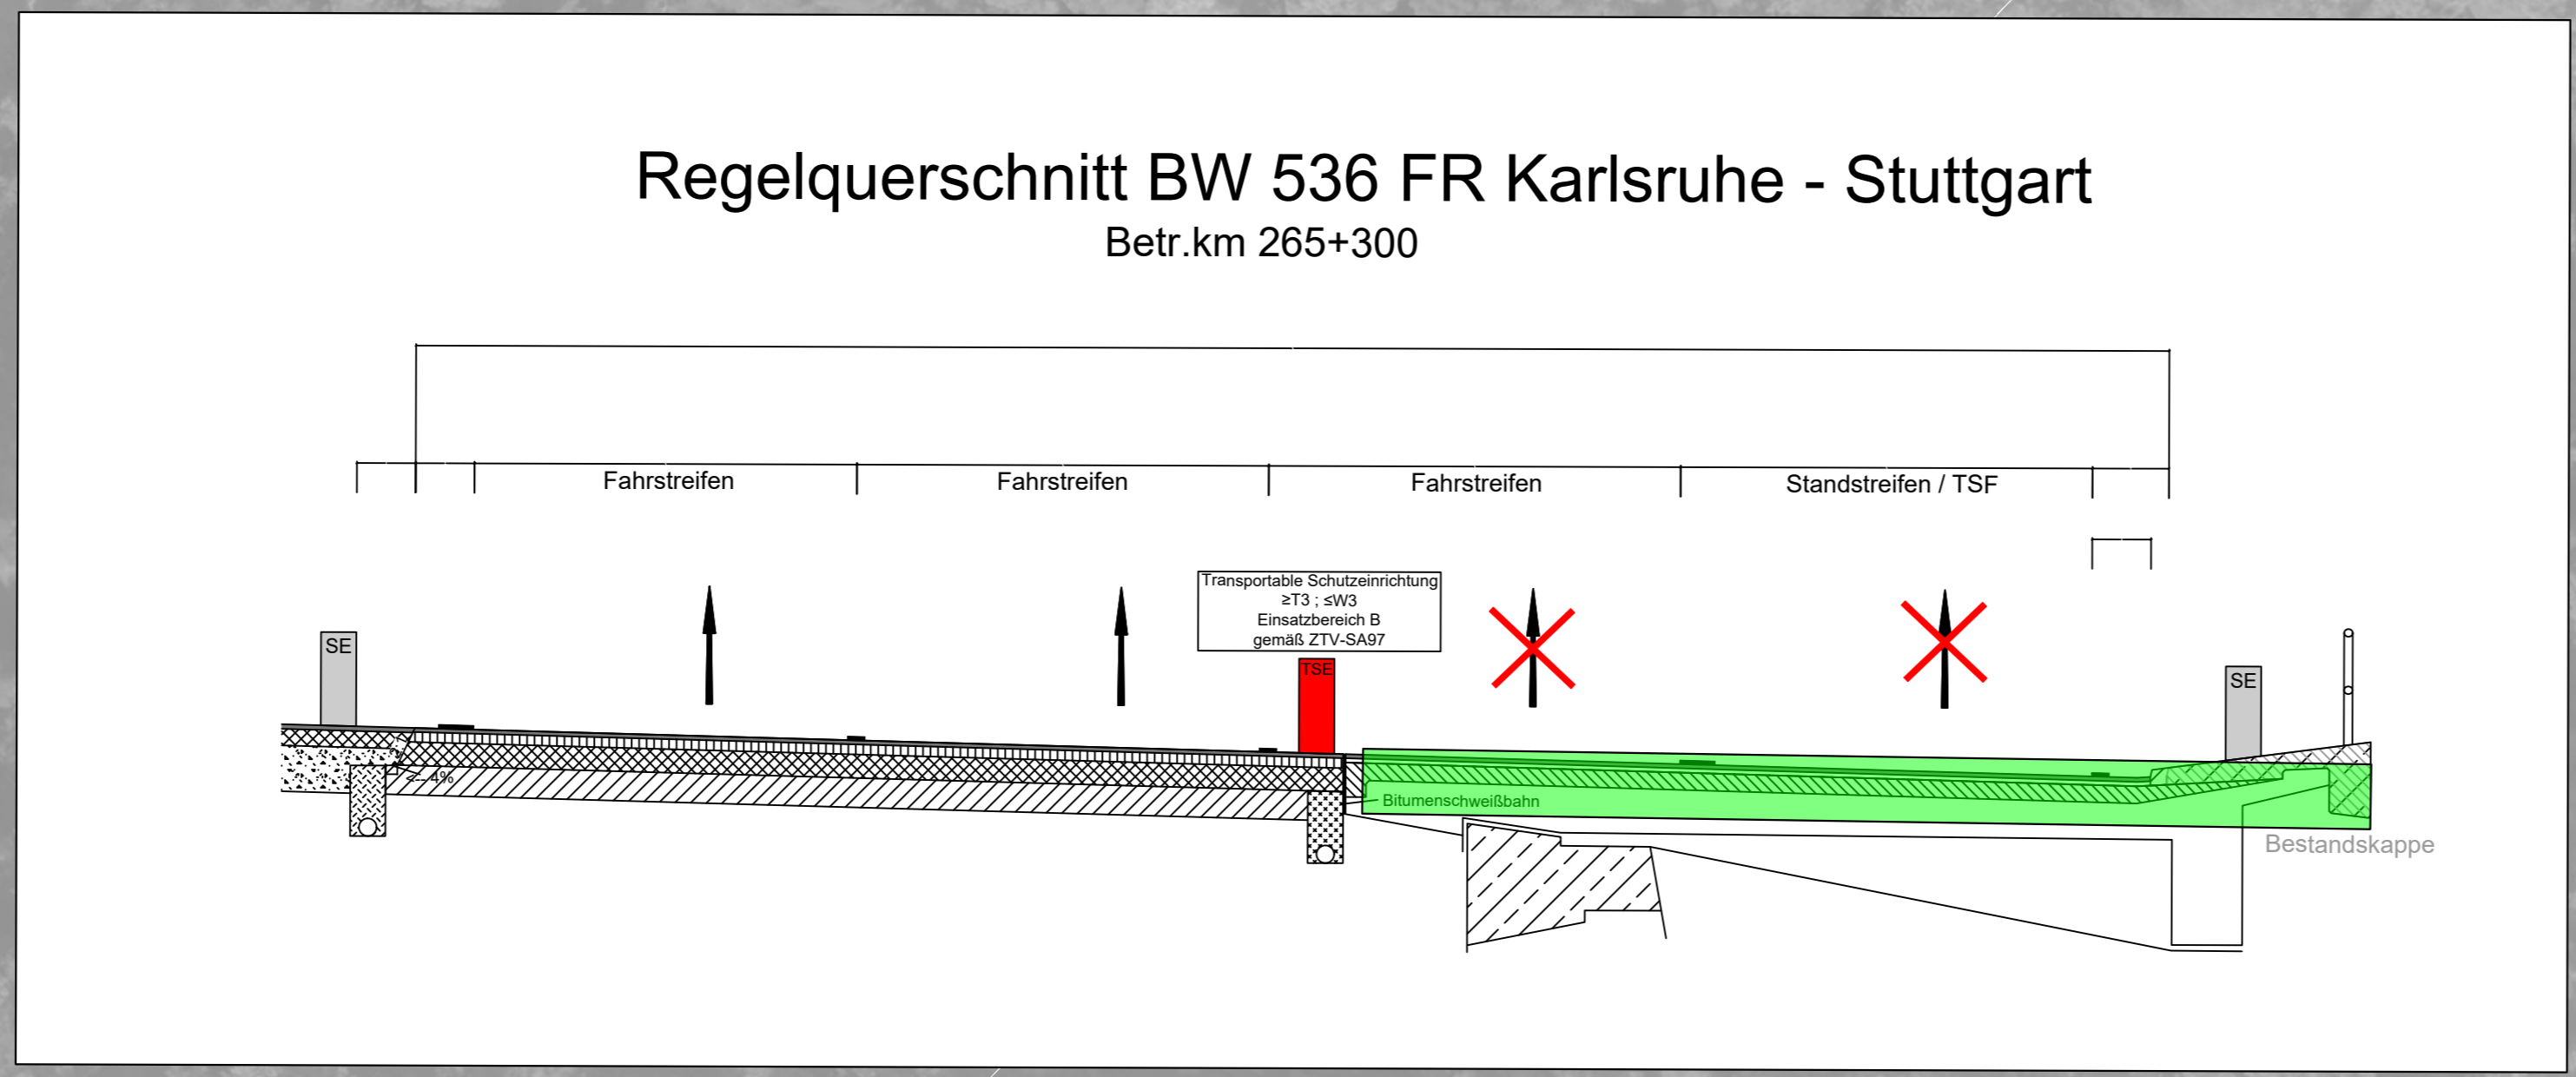 Regelquerschnitt BW 536 FR Karlsruhe - Stuttgart
Betr.km 265+300
Fahrstreifen
Fahrstreifen
Fahrstreifen
Standstreifen / TSF
Transportable Schutzeinrichtung
≥T3 ; ≤W3
Einsatzbereich B
gemäß ZTV-SA97
SE
TSE
SE
4%
Bitumenschweißbahn
Bestandskappe